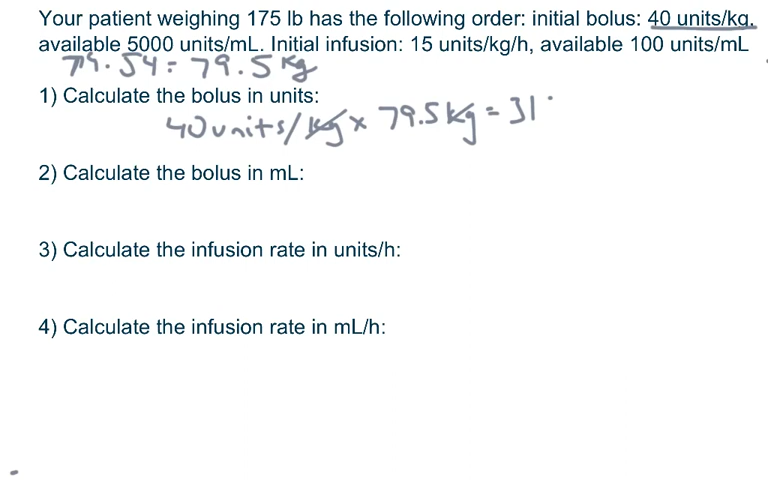 Your patient weighing 175 lb has the following order: initial bolus: 40 units/kg.
available 5000 units/mL. Initial infusion: 15 units/kg/h, available 100 units/mL
79.54 = 79.5 kg
1) Calculate the bolus in units:
40 units/kg x 79.5 kg = 31
2) Calculate the bolus in mL:
3) Calculate the infusion rate in units/h:
4) Calculate the infusion rate in mL/h: